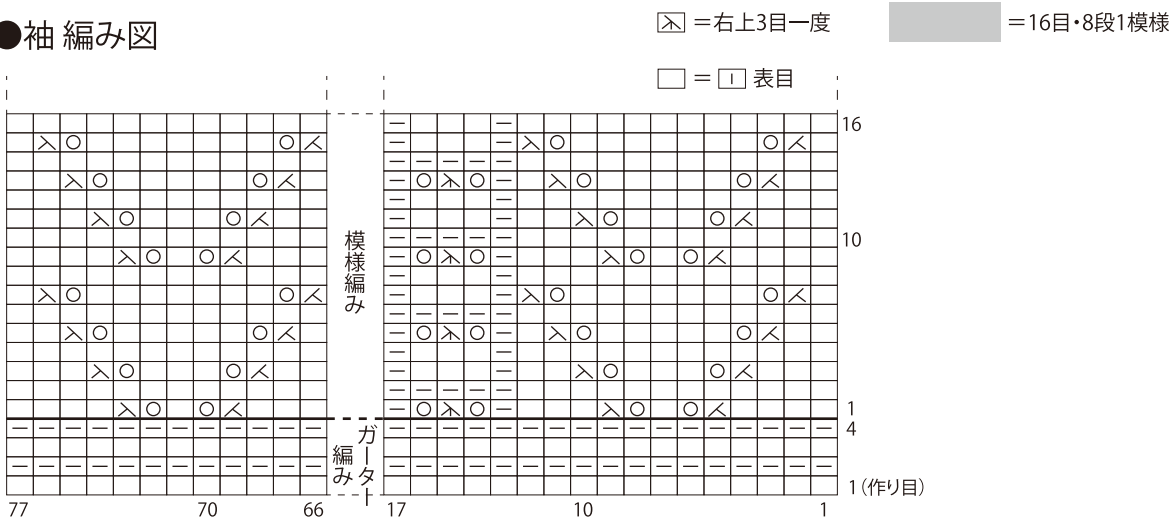 ●袖 編み図
=右上3目一度
=16目・8段1模様
= 表目
16
10
1
4
1(作り目)
模様編み
ガーター
編み
77 70 66 17 10 1